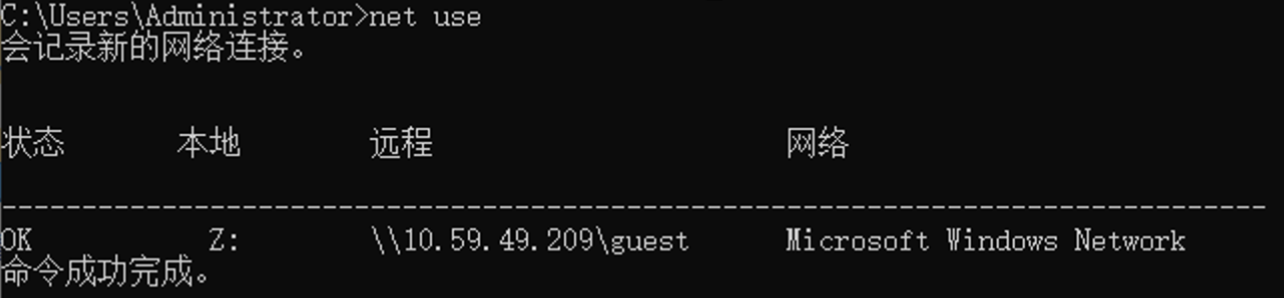 C:\Users\Administrator>net use
会记录新的网络连接。
状态 本地 远程 网络
-------------------------------------------------------------------------------
OK Z: \\10.59.49.209\guest Microsoft Windows Network
命令成功完成。